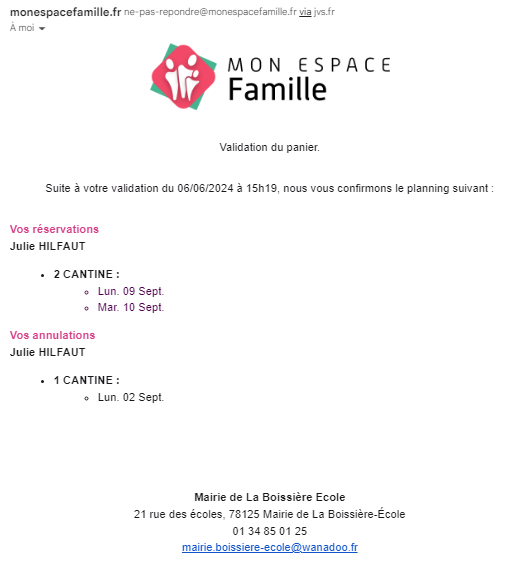 monespacefamille.fr ne-pas-repondre@monespacefamille.fr via jvs.fr
À moi
MON ESPACE
Famille
Validation du panier.
Suite à votre validation du 06/06/2024 à 15h19, nous vous confirmons le planning suivant :
Vos réservations
Julie HILFAUT
• 2 CANTINE :
○ Lun. 09 Sept.
○ Mar. 10 Sept.
Vos annulations
Julie HILFAUT
• 1 CANTINE :
○ Lun. 02 Sept.
Mairie de La Boissière Ecole
21 rue des écoles, 78125 Mairie de La Boissière-École
01 34 85 01 25
mairie.boissiere-ecole@wanadoo.fr